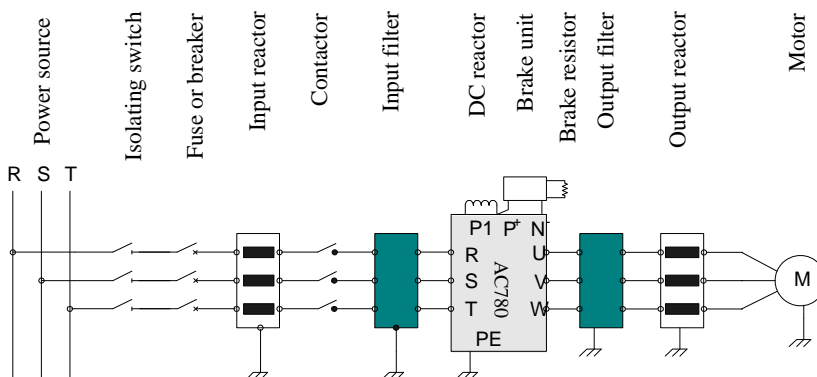 Power source
Isolating switch
Fuse or breaker
Input reactor
Contactor
Input filter
DC reactor
Brake unit
Brake resistor
Output filter
Output reactor
Motor
R S T
P1 P+ N-
R U
S V
T W
AC780
PE
M